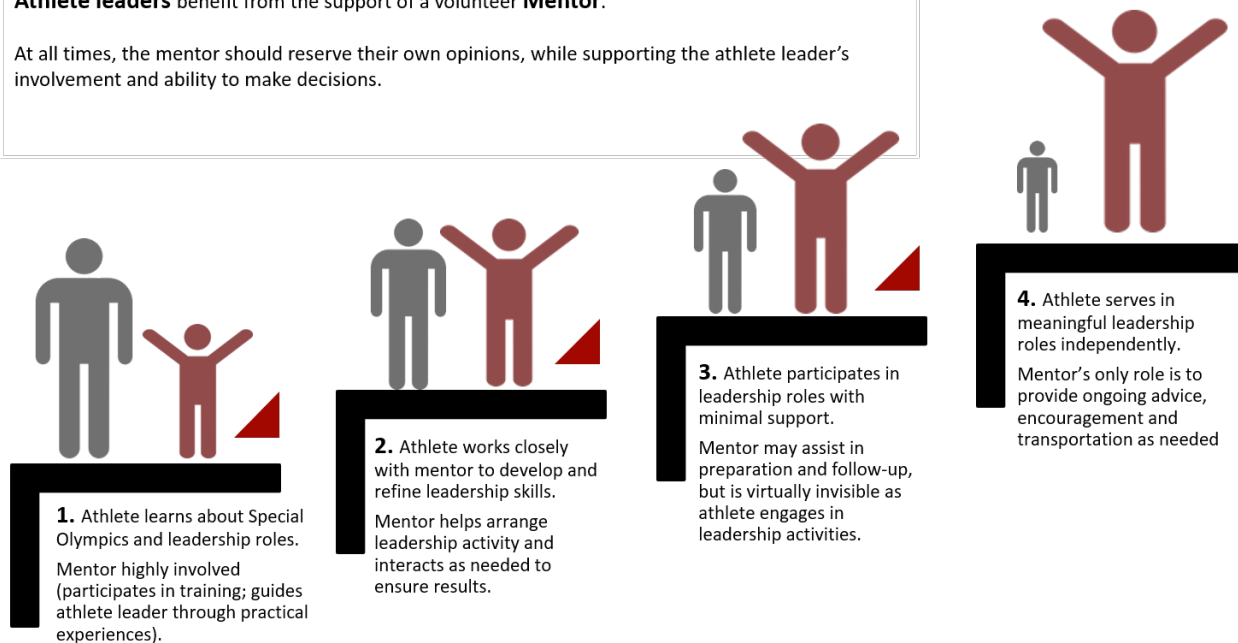 Athlete leaders benefit from the support of a volunteer Mentor.
At all times, the mentor should reserve their own opinions, while supporting the athlete leader's
involvement and ability to make decisions.
1. Athlete learns about Special
Olympics and leadership roles.
Mentor highly involved
(participates in training; guides
athlete leader through practical
experiences).
2. Athlete works closely
with mentor to develop and
refine leadership skills.
Mentor helps arrange
leadership activity and
interacts as needed to
ensure results.
3. Athlete participates in
leadership roles with
minimal support.
Mentor may assist in
preparation and follow-up,
but is virtually invisible as
athlete engages in
leadership activities.
4. Athlete serves in
meaningful leadership
roles independently.
Mentor's only role is to
provide ongoing advice,
encouragement and
transportation as needed